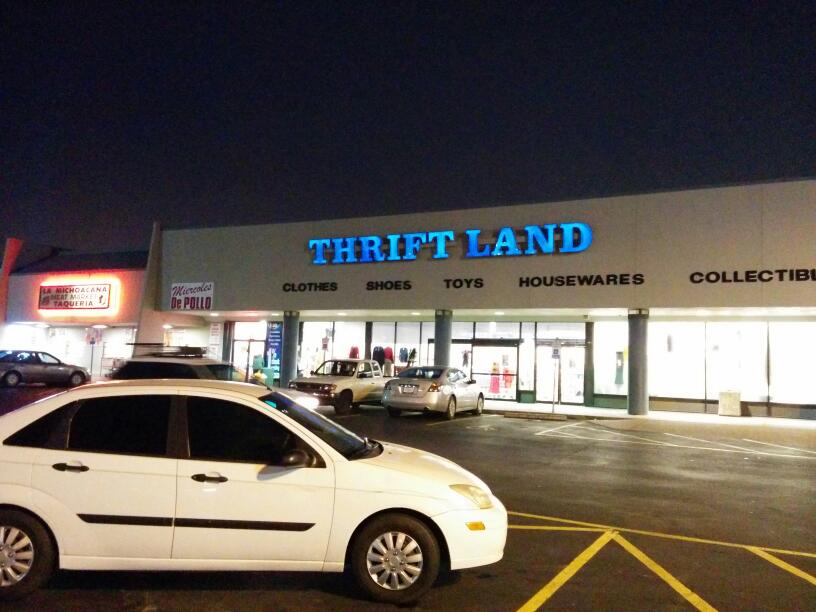 THRIFT LAND
CLOTHES SHOES TOYS HOUSEWARES COLLECTIBL
LA MICHOACANA
MEAT MARKET
TAQUERIA
Miercoles
De POLLO